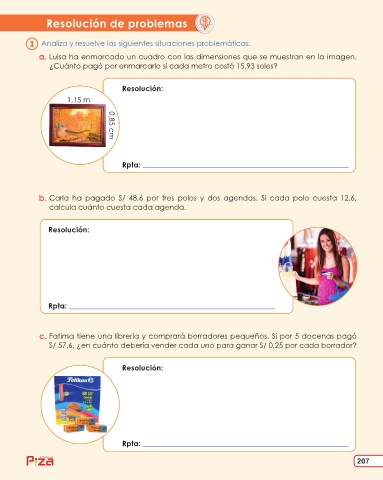 Resolución de problemas
1 Analiza y resuelve las siguientes situaciones problemáticas.
a. Luisa ha enmarcado un cuadro con las dimensiones que se muestran en la imagen.
¿Cuánto pagó por enmarcarlo si cada metro costó 15,93 soles?
Resolución:
1,15 m
0,85 cm
Rpta:
b. Carla ha pagado S/ 48,6 por tres polos y dos agendas. Si cada polo cuesta 12,6,
calcula cuánto cuesta cada agenda.
Resolución:
Rpta:
c. Fatima tiene una librería y comprará borradores pequeños. Si por 5 docenas pagó
S/ 57,6, ¿en cuánto debería vender cada uno para ganar S/ 0,25 por cada borrador?
Resolución:
Pelikan
Rpta:
207